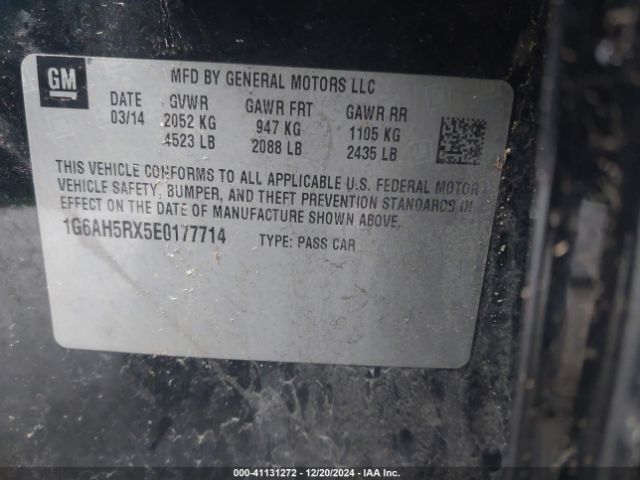 GM
MFD BY GENERAL MOTORS LLC
DATE GVWR GAWR FRT GAWR RR
03/14 2052 KG 947 KG 1105 KG
4523 LB 2088 LB 2435 LB
THIS VEHICLE CONFORMS TO ALL APPLICABLE U.S. FEDERAL MOTOR
VEHICLE SAFETY, BUMPER, AND THEFT PREVENTION STANDARDS IN
EFFECT ON THE DATE OF MANUFACTURE SHOWN ABOVE.
1G6AH5RX5E0177714 TYPE: PASS CAR
000-41131272 - 12/20/2024 - IAA Inc.